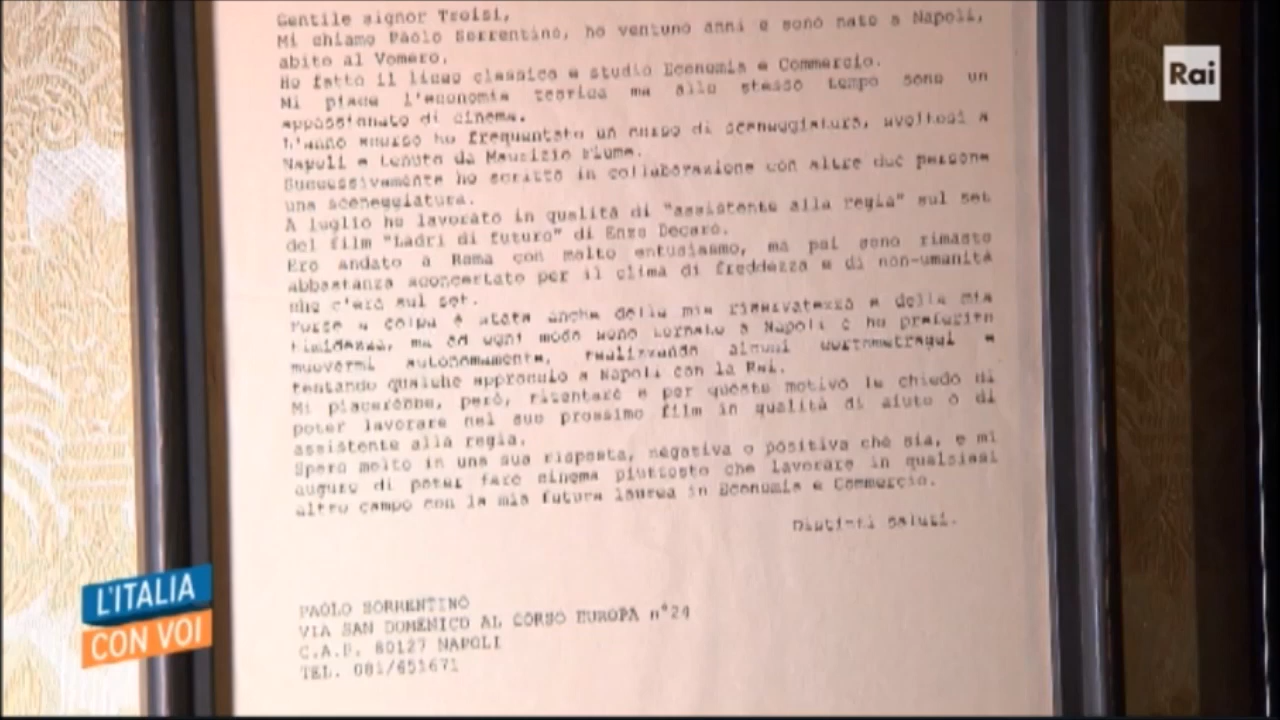 Gentile signor Troisi,
Mi chiamo Paolo Sorrentino, ho ventuno anni e sono nato a Napoli,
abito al Vomero.
Ho fatto il liceo classico e studio Economia e Commercio.
Mi piace l'economia teorica ma allo stesso tempo sono un
appassionato di cinema.
L'anno scorso ho frequentato un corso di sceneggiatura, svoltosi a
Napoli e tenuto da Maurizio Fiume.
Successivamente ho scritto in collaborazione con altre due persone
una sceneggiatura.
A luglio ho lavorato in qualità di "assistente alla regia" sul set
del film "Ladri di futuro" di Enzo Decaro.
Ero andato a Roma con molto entusiasmo, ma poi sono rimasto
abbastanza sconcertato per il clima di freddezza e di non-umanità
che c'era sul set.
Forse a colpa è stata anche della mia riservatezza e della mia
timidezza, ma ad ogni modo sono tornato a Napoli e ho preferito
muovermi autonomamente, realizzando alcuni cortometraggi e
tentando qualche approccio a Napoli con la Rai.
Mi piacerebbe, però, ritentare e per questo motivo le chiedo di
poter lavorare nel suo prossimo film in qualità di aiuto o di
assistente alla regia.
Spero molto in una sua risposta, negativa o positiva che sia, e mi
auguro di poter fare cinema piuttosto che lavorare in qualsiasi
altro campo con la mia futura laurea in Economia e Commercio.
Distinti saluti.
PAOLO SORRENTINO
VIA SAN DOMENICO AL CORSO EUROPA n°24
C.A.P. 80127 NAPOLI
TEL. 081/651671
Rai
L'ITALIA
CON VOI